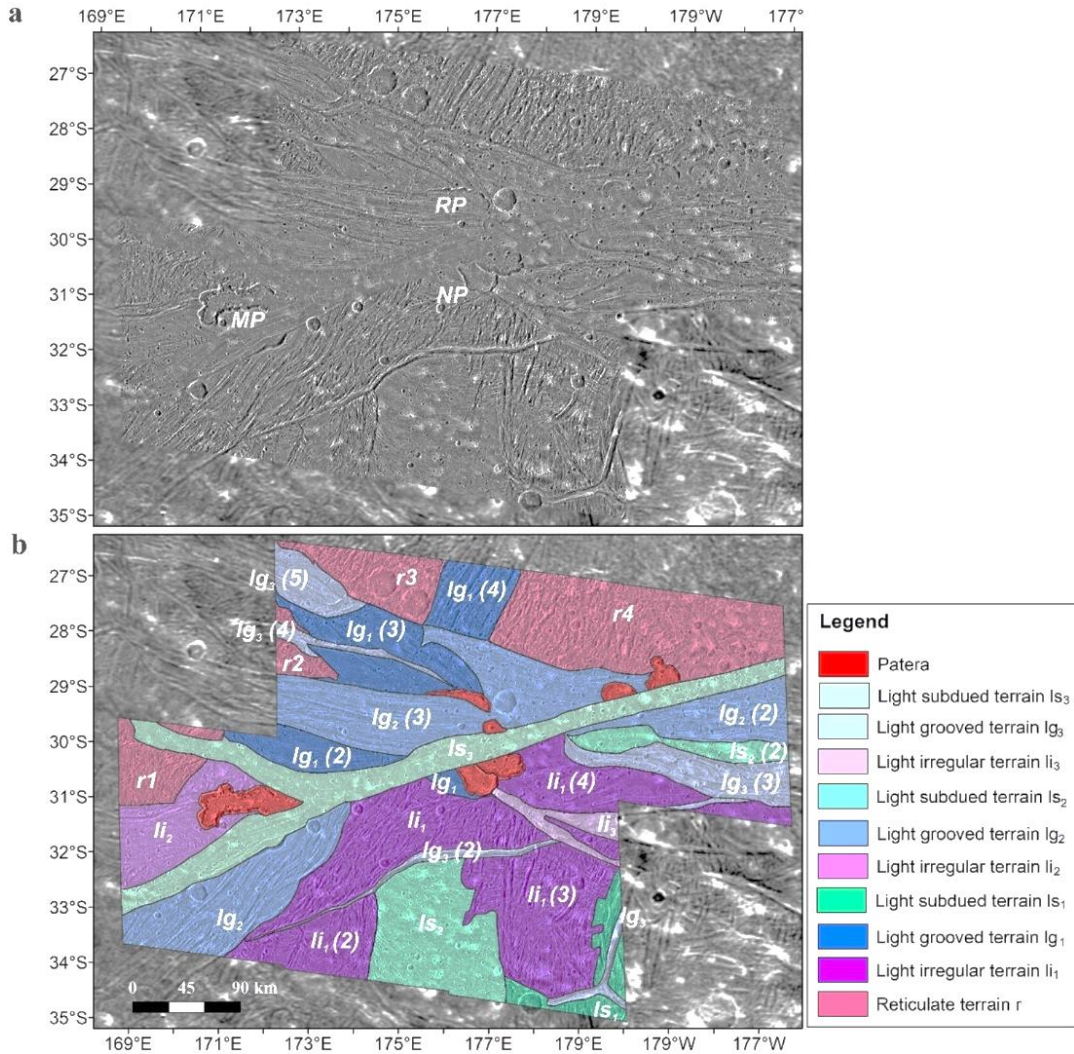 a
169°E 171°E 173°E 175°E 177°E 179°E 179°W 177°
27°S
28°S
29°S
RP
30°S
31°S
NP
MP
32°S
33°S
34°S
35°S
b
27°S
lg₃ (5)
r3
lg₁ (4)
28°S
lg₃ (4)
lg₁ (3)
r4
r2
29°S
lg₂ (3)
lg₂ (2)
30°S
lg₁ (2)
ls₃
ls₂ (2)
r1
lg₁
li₁ (4)
lg₃ (3)
31°S
li₂
li₁
li₃
32°S
lg₃ (2)
33°S
lg₂
li₁ (2)
ls₂
li₁ (3)
lg₃
34°S
0 45 90 km
ls₁
35°S
169°E 171°E 173°E 175°E 177°E 179°E 179°W 177°W
Legend
Patera
Light subdued terrain ls₃
Light grooved terrain lg₃
Light irregular terrain li₃
Light subdued terrain ls₂
Light grooved terrain lg₂
Light irregular terrain li₂
Light subdued terrain ls₁
Light grooved terrain lg₁
Light irregular terrain li₁
Reticulate terrain r